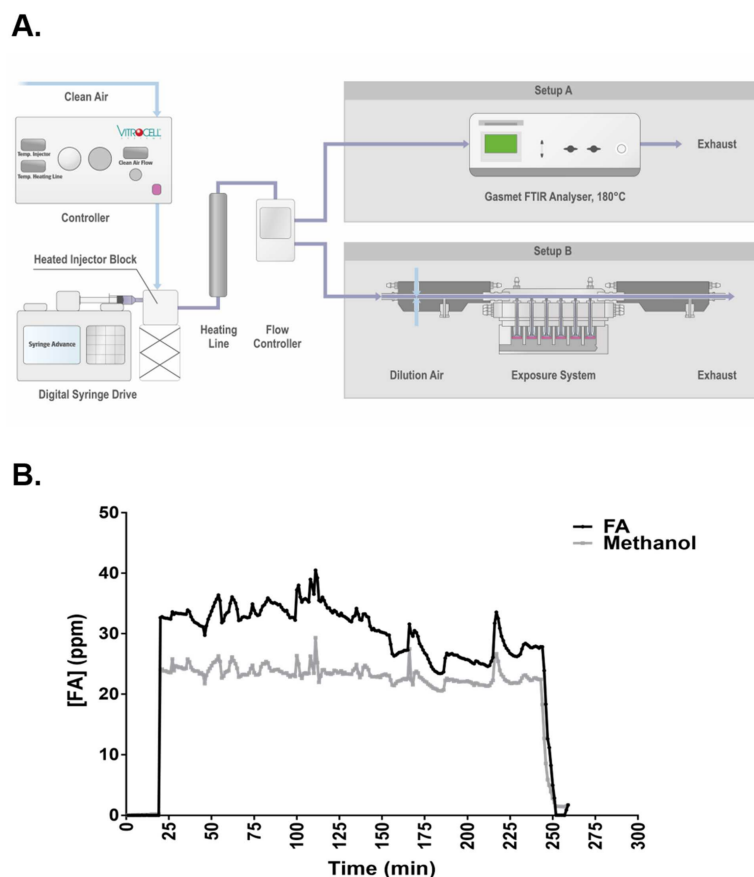 A.
Clean Air
VITROCELL
Temp. Injector
Temp. Heating Line
Clean Air Flow
Controller
Heated Injector Block
Syringe Advance
Digital Syringe Drive
Heating
Line
Flow
Controller
Setup A
Exhaust
Gasmet FTIR Analyser, 180°C
Setup B
Dilution Air
Exposure System
Exhaust
B.
50
40
30
20
10
0
[FA] (ppm)
FA
Methanol
0
25
50
75
100
125
150
175
200
225
250
275
300
Time (min)